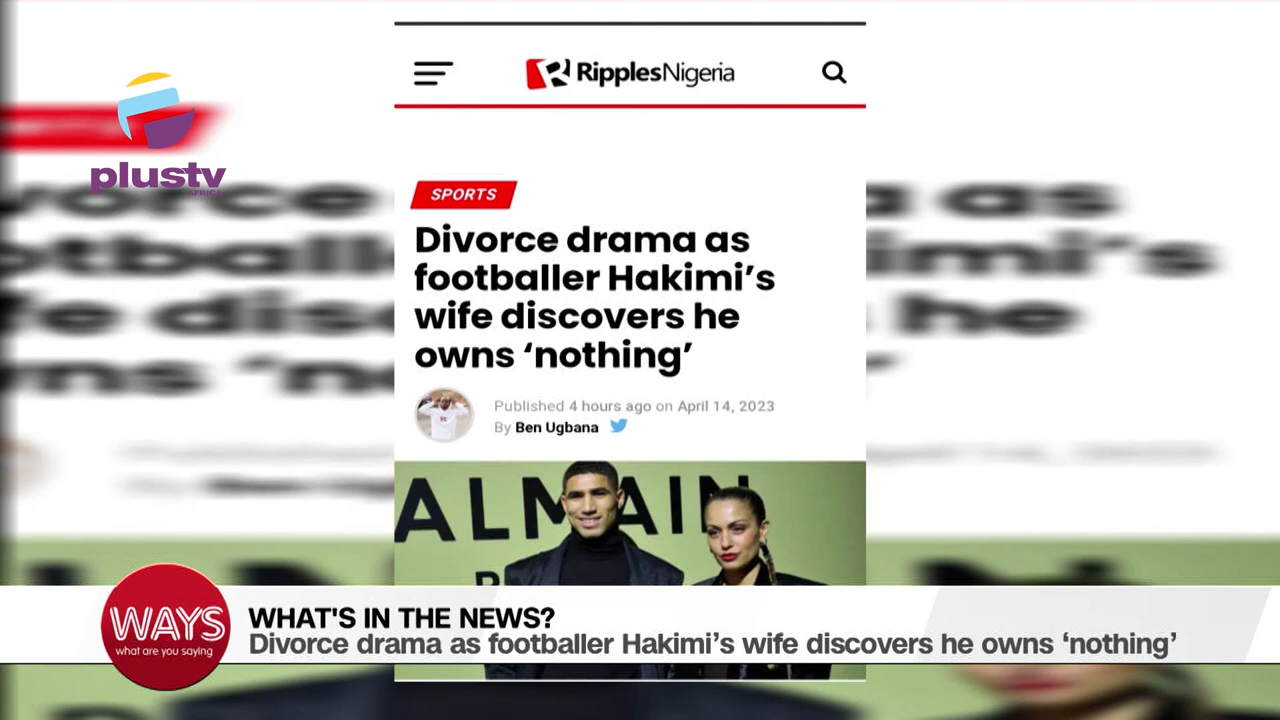 RipplesNigeria
plustv
AFRICA
SPORTS
Divorce drama as
footballer Hakimi’s
wife discovers he
owns ‘nothing’
Published 4 hours ago on April 14, 2023
By Ben Ugbana
ALMAIN
WAYS
what are you saying
WHAT'S IN THE NEWS?
Divorce drama as footballer Hakimi’s wife discovers he owns ‘nothing’